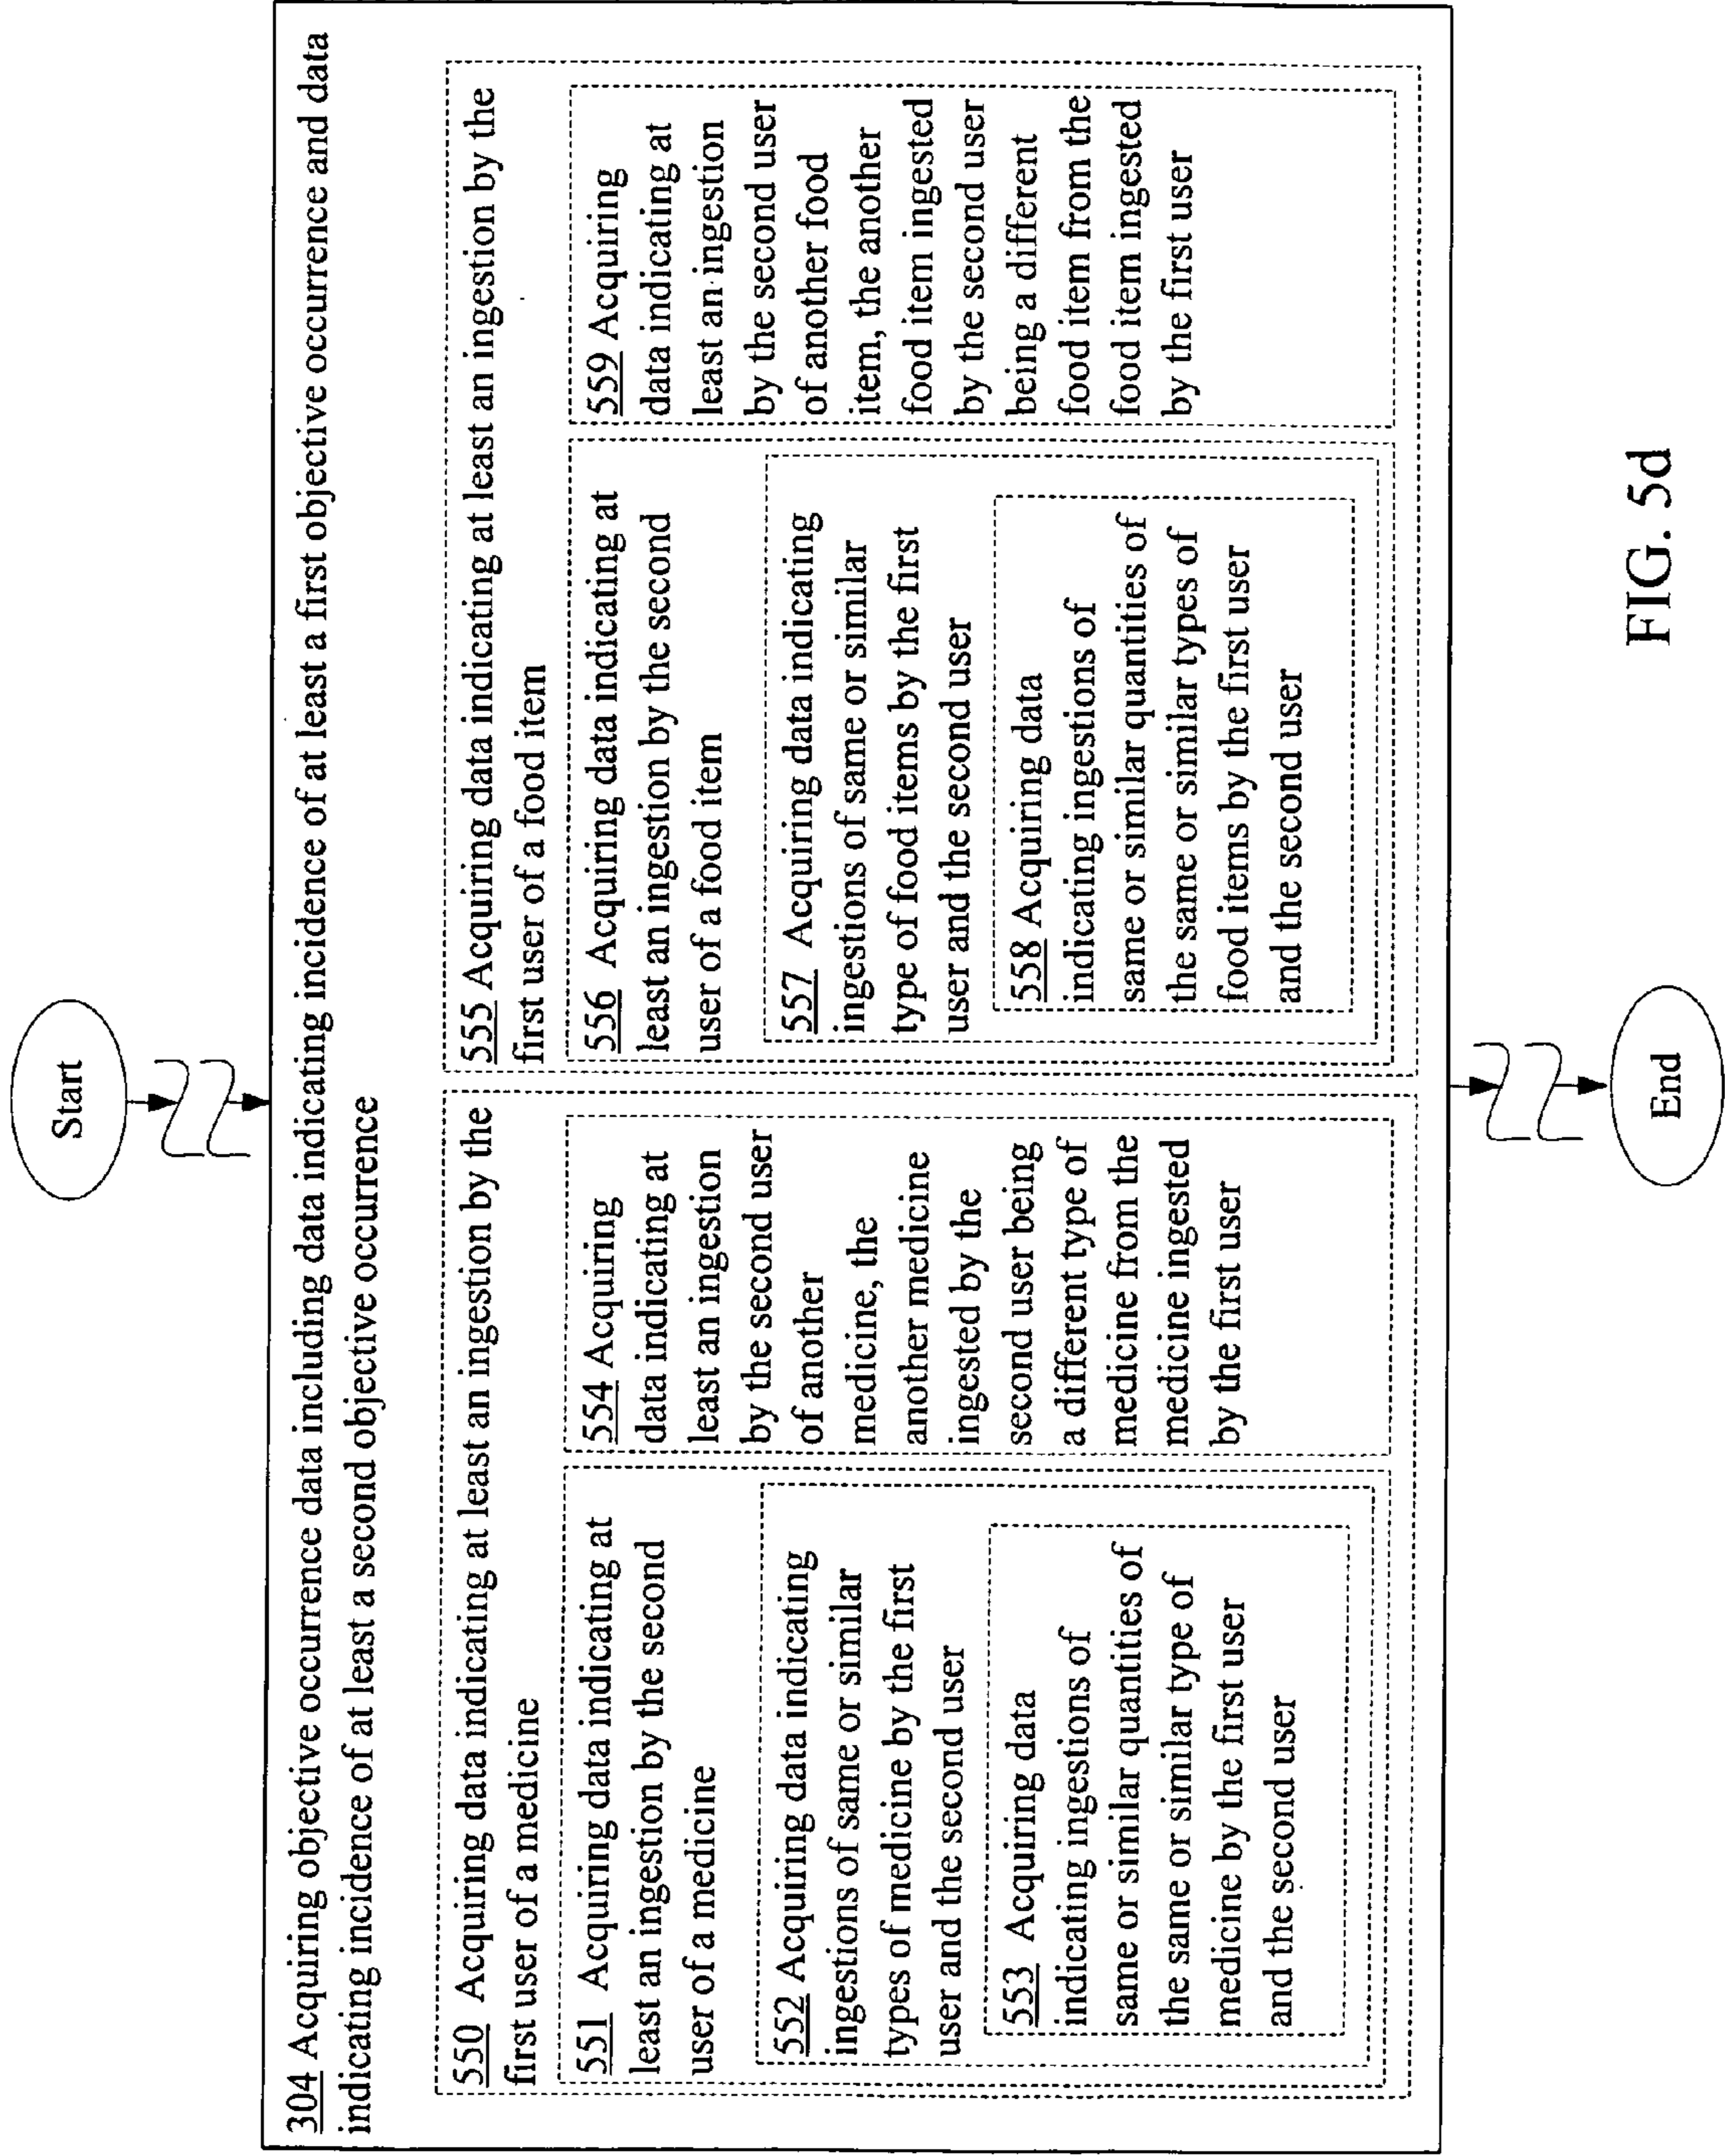 Start
304 Acquiring objective occurrence data including data indicating incidence of at least a first objective occurrence and data
indicating incidence of at least a second objective occurrence
550 Acquiring data indicating at least an ingestion by the
first user of a medicine
551 Acquiring data indicating at
least an ingestion by the second
user of a medicine
552 Acquiring data indicating
ingestions of same or similar
types of medicine by the first
user and the second user
553 Acquiring data
indicating ingestions of
same or similar quantities of
the same or similar type of
medicine by the first user
and the second user
554 Acquiring
data indicating at
least an ingestion
by the second user
of another
medicine, the
another medicine
ingested by the
second user being
a different type of
medicine from the
medicine ingested
by the first user
555 Acquiring data indicating at least an ingestion by the
first user of a food item
556 Acquiring data indicating at
least an ingestion by the second
user of a food item
557 Acquiring data indicating
ingestions of same or similar
type of food items by the first
user and the second user
558 Acquiring data
indicating ingestions of
same or similar quantities of
the same or similar types of
food items by the first user
and the second user
559 Acquiring
data indicating at
least an ingestion
by the second user
of another food
item, the another
food item ingested
by the second user
being a different
food item from the
food item ingested
by the first user
End
FIG. 5d